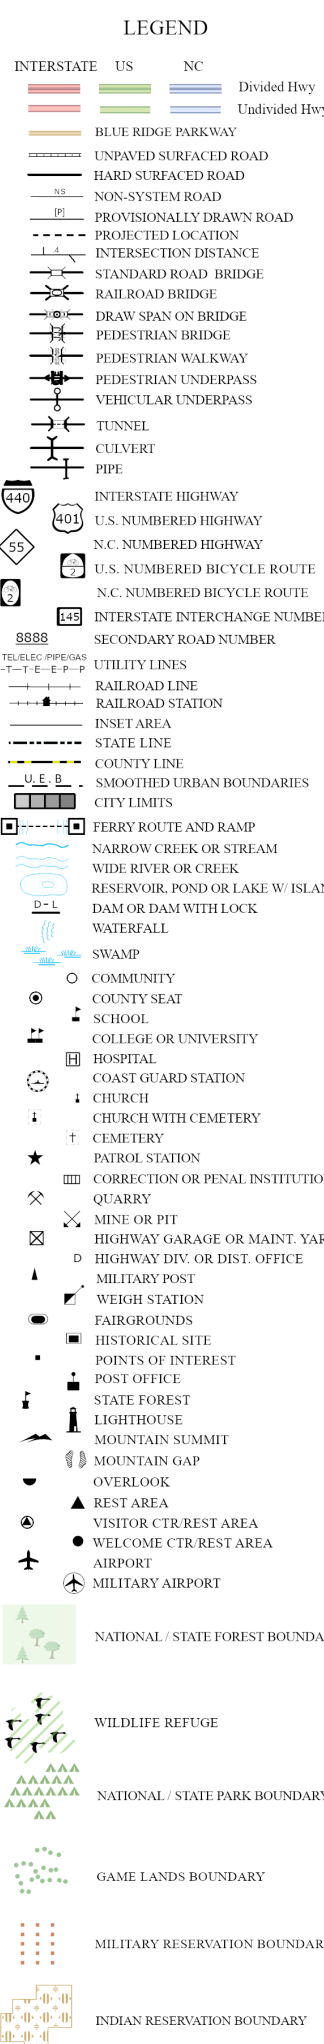 LEGEND
INTERSTATE US NC
Divided Hwy
Undivided Hwy
BLUE RIDGE PARKWAY
UNPAVED SURFACED ROAD
HARD SURFACED ROAD
NS NON-SYSTEM ROAD
[P] PROVISIONALLY DRAWN ROAD
PROJECTED LOCATION
.4 INTERSECTION DISTANCE
STANDARD ROAD BRIDGE
RAILROAD BRIDGE
DRAW SPAN ON BRIDGE
PEDESTRIAN BRIDGE
PEDESTRIAN WALKWAY
PEDESTRIAN UNDERPASS
VEHICULAR UNDERPASS
TUNNEL
CULVERT
PIPE
440 INTERSTATE HIGHWAY
401 U.S. NUMBERED HIGHWAY
55 N.C. NUMBERED HIGHWAY
2 U.S. NUMBERED BICYCLE ROUTE
2 N.C. NUMBERED BICYCLE ROUTE
145 INTERSTATE INTERCHANGE NUMBE
8888 SECONDARY ROAD NUMBER
TEL/ELEC /PIPE/GAS
–T—T–E—E–P—P UTILITY LINES
RAILROAD LINE
RAILROAD STATION
INSET AREA
STATE LINE
COUNTY LINE
U.E.B SMOOTHED URBAN BOUNDARIES
CITY LIMITS
FERRY ROUTE AND RAMP
NARROW CREEK OR STREAM
WIDE RIVER OR CREEK
RESERVOIR, POND OR LAKE W/ ISLAN
D-L DAM OR DAM WITH LOCK
WATERFALL
SWAMP
COMMUNITY
COUNTY SEAT
SCHOOL
COLLEGE OR UNIVERSITY
H HOSPITAL
COAST GUARD STATION
CHURCH
CHURCH WITH CEMETERY
CEMETERY
PATROL STATION
CORRECTION OR PENAL INSTITUTIO
QUARRY
MINE OR PIT
HIGHWAY GARAGE OR MAINT. YAR
D HIGHWAY DIV. OR DIST. OFFICE
MILITARY POST
WEIGH STATION
FAIRGROUNDS
HISTORICAL SITE
POINTS OF INTEREST
POST OFFICE
STATE FOREST
LIGHTHOUSE
MOUNTAIN SUMMIT
MOUNTAIN GAP
OVERLOOK
REST AREA
VISITOR CTR/REST AREA
WELCOME CTR/REST AREA
AIRPORT
MILITARY AIRPORT
NATIONAL / STATE FOREST BOUNDA
WILDLIFE REFUGE
NATIONAL / STATE PARK BOUNDARY
GAME LANDS BOUNDARY
MILITARY RESERVATION BOUNDAR
INDIAN RESERVATION BOUNDARY